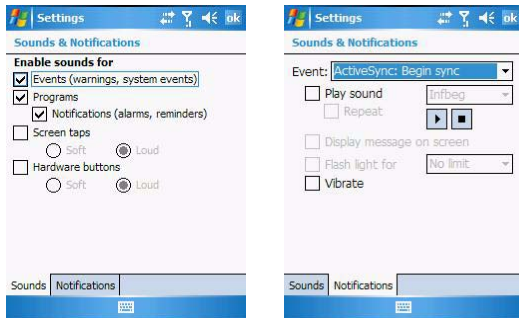 Settings
ok
Sounds & Notifications
Enable sounds for
Events (warnings, system events)
Programs
Notifications (alarms, reminders)
Screen taps
Soft Loud
Hardware buttons
Soft Loud
Sounds Notifications
Settings
ok
Sounds & Notifications
Event: ActiveSync: Begin sync
Play sound Infbeg
Repeat
Display message on screen
Flash light for No limit
Vibrate
Sounds Notifications